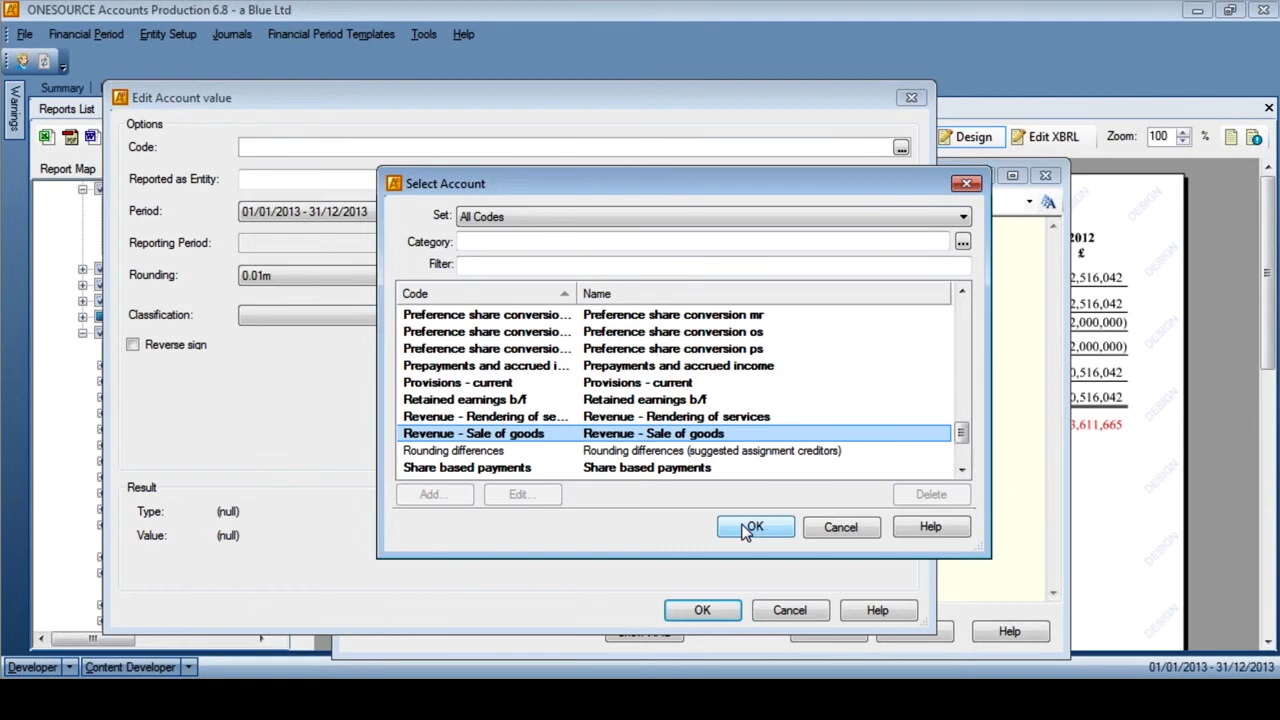 ONESOURCE Accounts Production 6.8 - a Blue Ltd
File Financial Period Entity Setup Journals Financial Period Templates Tools Help
Summary
Warnings
Reports List
Report Map
Edit Account value
Options
Code:
Reported as Entity:
Period: 01/01/2013 - 31/12/2013
Reporting Period:
Rounding: 0.01m
Classification:
Reverse sign
Result
Type: (null)
Value: (null)
OK Cancel Help
Select Account
Set: All Codes
Category:
Filter:
Code Name
Preference share conversio... Preference share conversion mr
Preference share conversio... Preference share conversion os
Preference share conversio... Preference share conversion ps
Prepayments and accrued i... Prepayments and accrued income
Provisions - current Provisions - current
Retained earnings b/f Retained earnings b/f
Revenue - Rendering of se... Revenue - Rendering of services
Revenue - Sale of goods Revenue - Sale of goods
Rounding differences Rounding differences (suggested assignment creditors)
Share based payments Share based payments
Add... Edit... Delete
OK Cancel Help
Design Edit XBRL Zoom: 100 %
2012
£
2,516,042
2,516,042
2,000,000)
2,000,000)
0,516,042
0,516,042
3,611,665
DESIGN
DESIGN
DESIGN
DESIGN
DESIGN
DESIGN
Help
Developer Content Developer 01/01/2013 - 31/12/2013